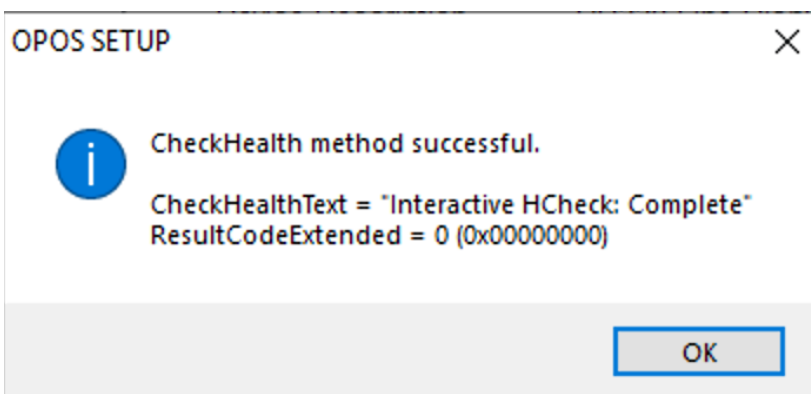 OPOS SETUP
CheckHealth method successful.
CheckHealthText = "Interactive HCheck: Complete"
ResultCodeExtended = 0 (0x00000000)
OK